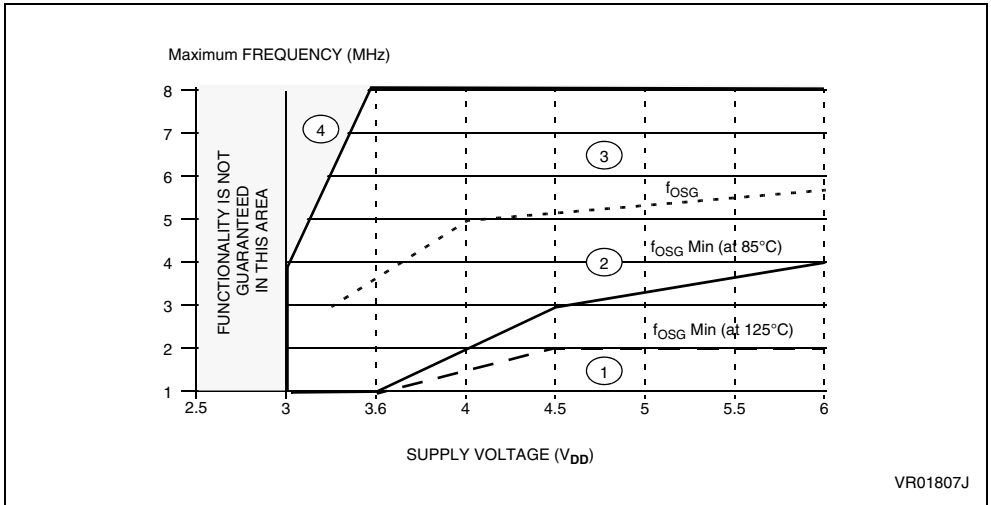 Maximum FREQUENCY (MHz)
8
7
6
5
4
3
2
1
FUNCTIONALITY IS NOT
GUARANTEED
IN THIS AREA
4
3
fOSG
fOSG Min (at 85°C)
2
fOSG Min (at 125°C)
1
2.5 3 3.6 4 4.5 5 5.5 6
SUPPLY VOLTAGE (VDD)
VR01807J